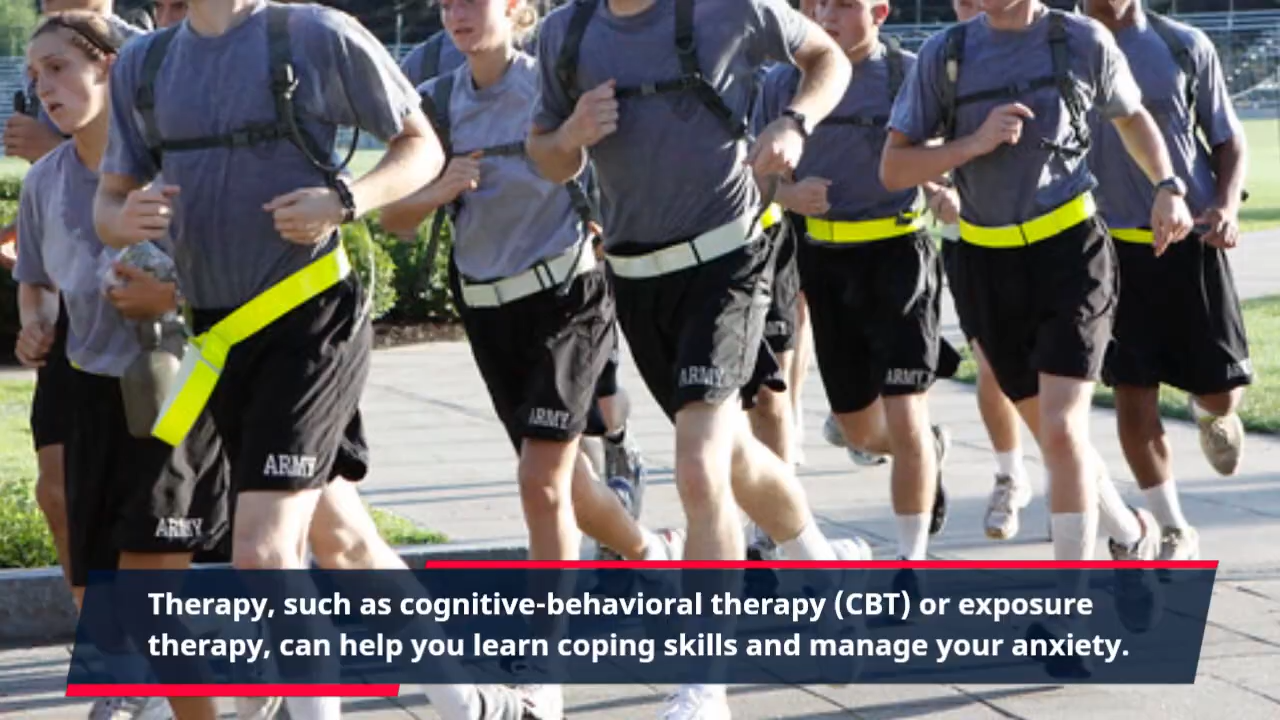 ARMY
ARMY
ARMY
ARMY
ARMY
Therapy, such as cognitive-behavioral therapy (CBT) or exposure
therapy, can help you learn coping skills and manage your anxiety.